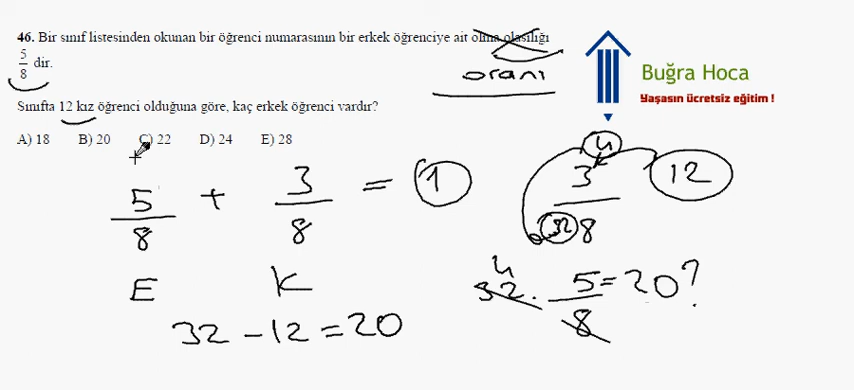 46. Bir sınıf listesinden okunan bir öğrenci numarasının bir erkek öğrenciye ait olma olasılığı
5/8 dir.
oranı
Buğra Hoca
Yaşasın ücretsiz eğitim !
Sınıfta 12 kız öğrenci olduğuna göre, kaç erkek öğrenci vardır?
A) 18 B) 20 C) 22 D) 24 E) 28
5/8 + 3/8 = 1
E K
32 - 12 = 20
4
3/8 12
32
4
32 . 5/8 = 20 ?